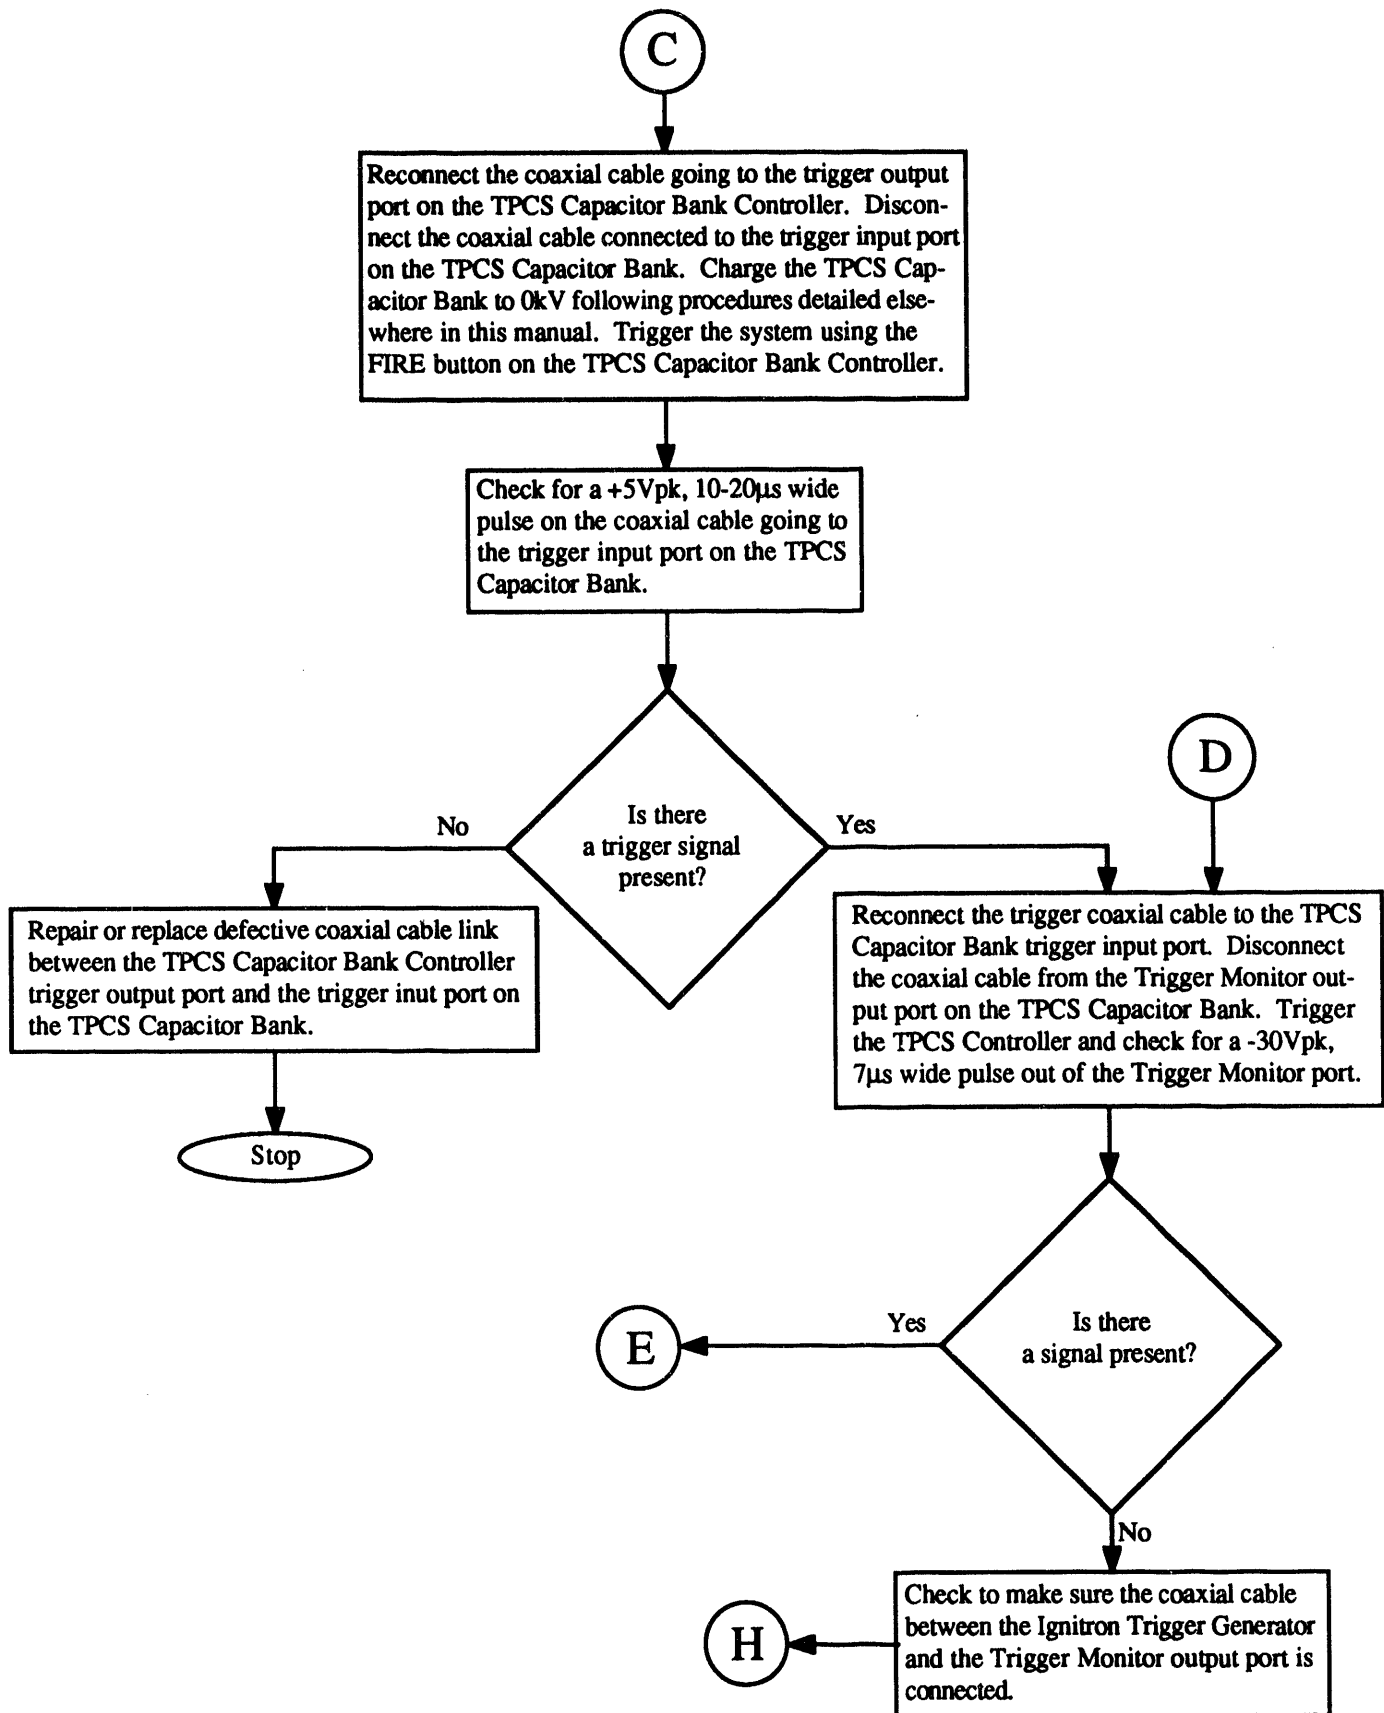 C
Reconnect the coaxial cable going to the trigger output
port on the TPCS Capacitor Bank Controller. Discon-
nect the coaxial cable connected to the trigger input port
on the TPCS Capacitor Bank. Charge the TPCS Cap-
acitor Bank to 0kV following procedures detailed else-
where in this manual. Trigger the system using the
FIRE button on the TPCS Capacitor Bank Controller.
Check for a +5Vpk, 10-20µs wide
pulse on the coaxial cable going to
the trigger input port on the TPCS
Capacitor Bank.
D
Is there
a trigger signal
present?
No
Yes
Repair or replace defective coaxial cable link
between the TPCS Capacitor Bank Controller
trigger output port and the trigger inut port on
the TPCS Capacitor Bank.
Stop
Reconnect the trigger coaxial cable to the TPCS
Capacitor Bank trigger input port. Disconnect
the coaxial cable from the Trigger Monitor out-
put port on the TPCS Capacitor Bank. Trigger
the TPCS Controller and check for a -30Vpk,
7µs wide pulse out of the Trigger Monitor port.
Is there
a signal present?
Yes
E
No
Check to make sure the coaxial cable
between the Ignitron Trigger Generator
and the Trigger Monitor output port is
connected.
H